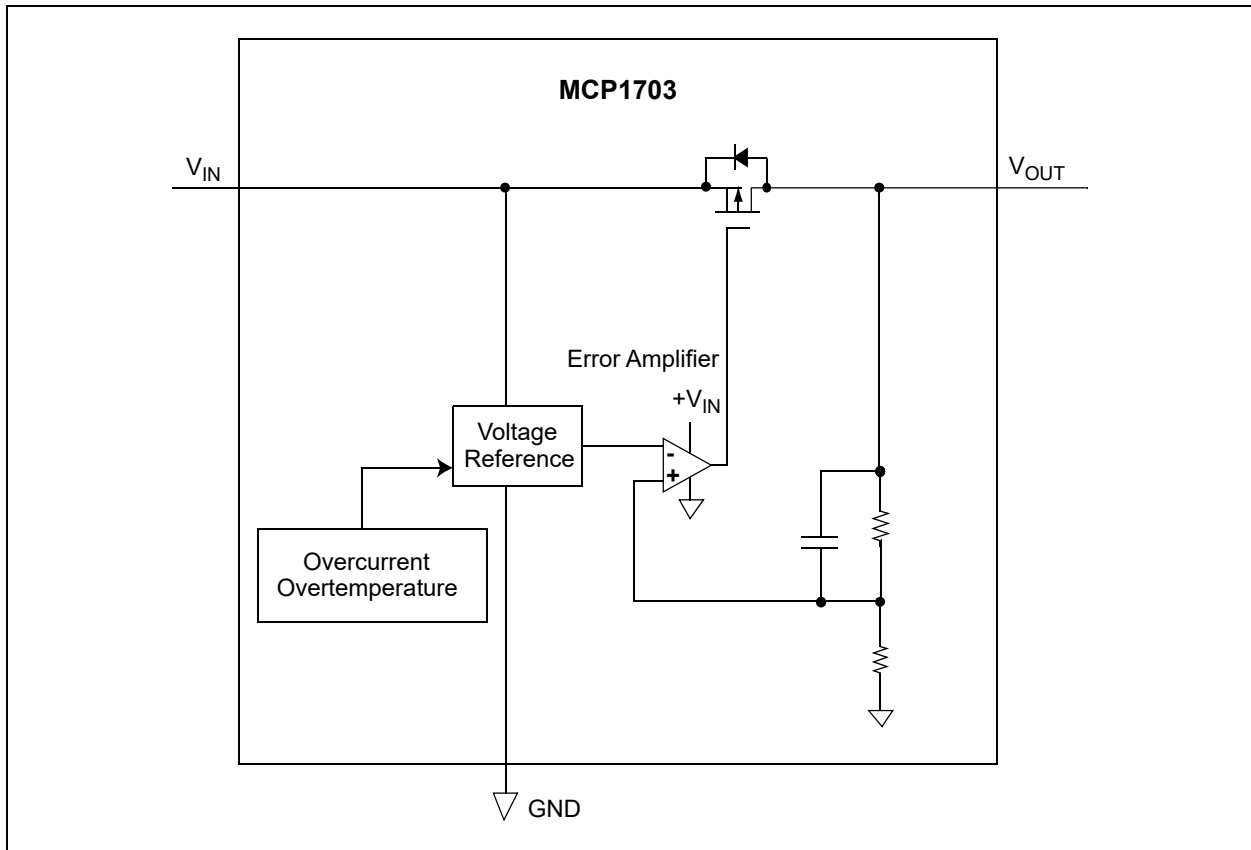 MCP1703
VIN
VOUT
Error Amplifier
+VIN
Voltage
Reference
-
+
Overcurrent
Overtemperature
GND